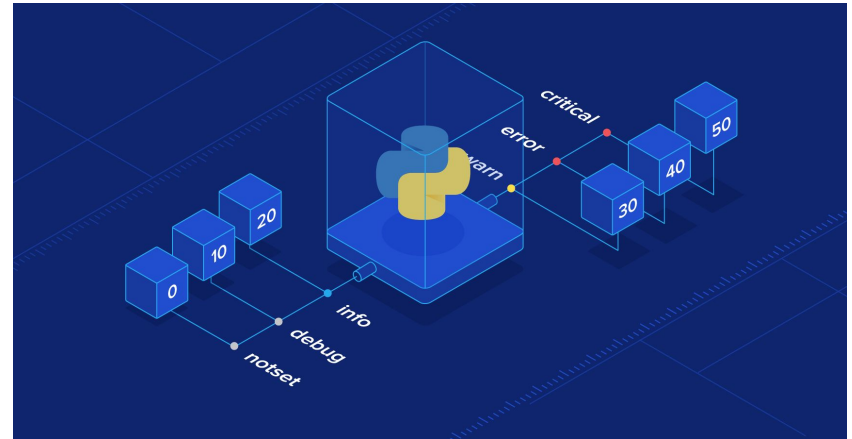 critical
error
warn
50
40
30
20
10
0
info
debug
notset